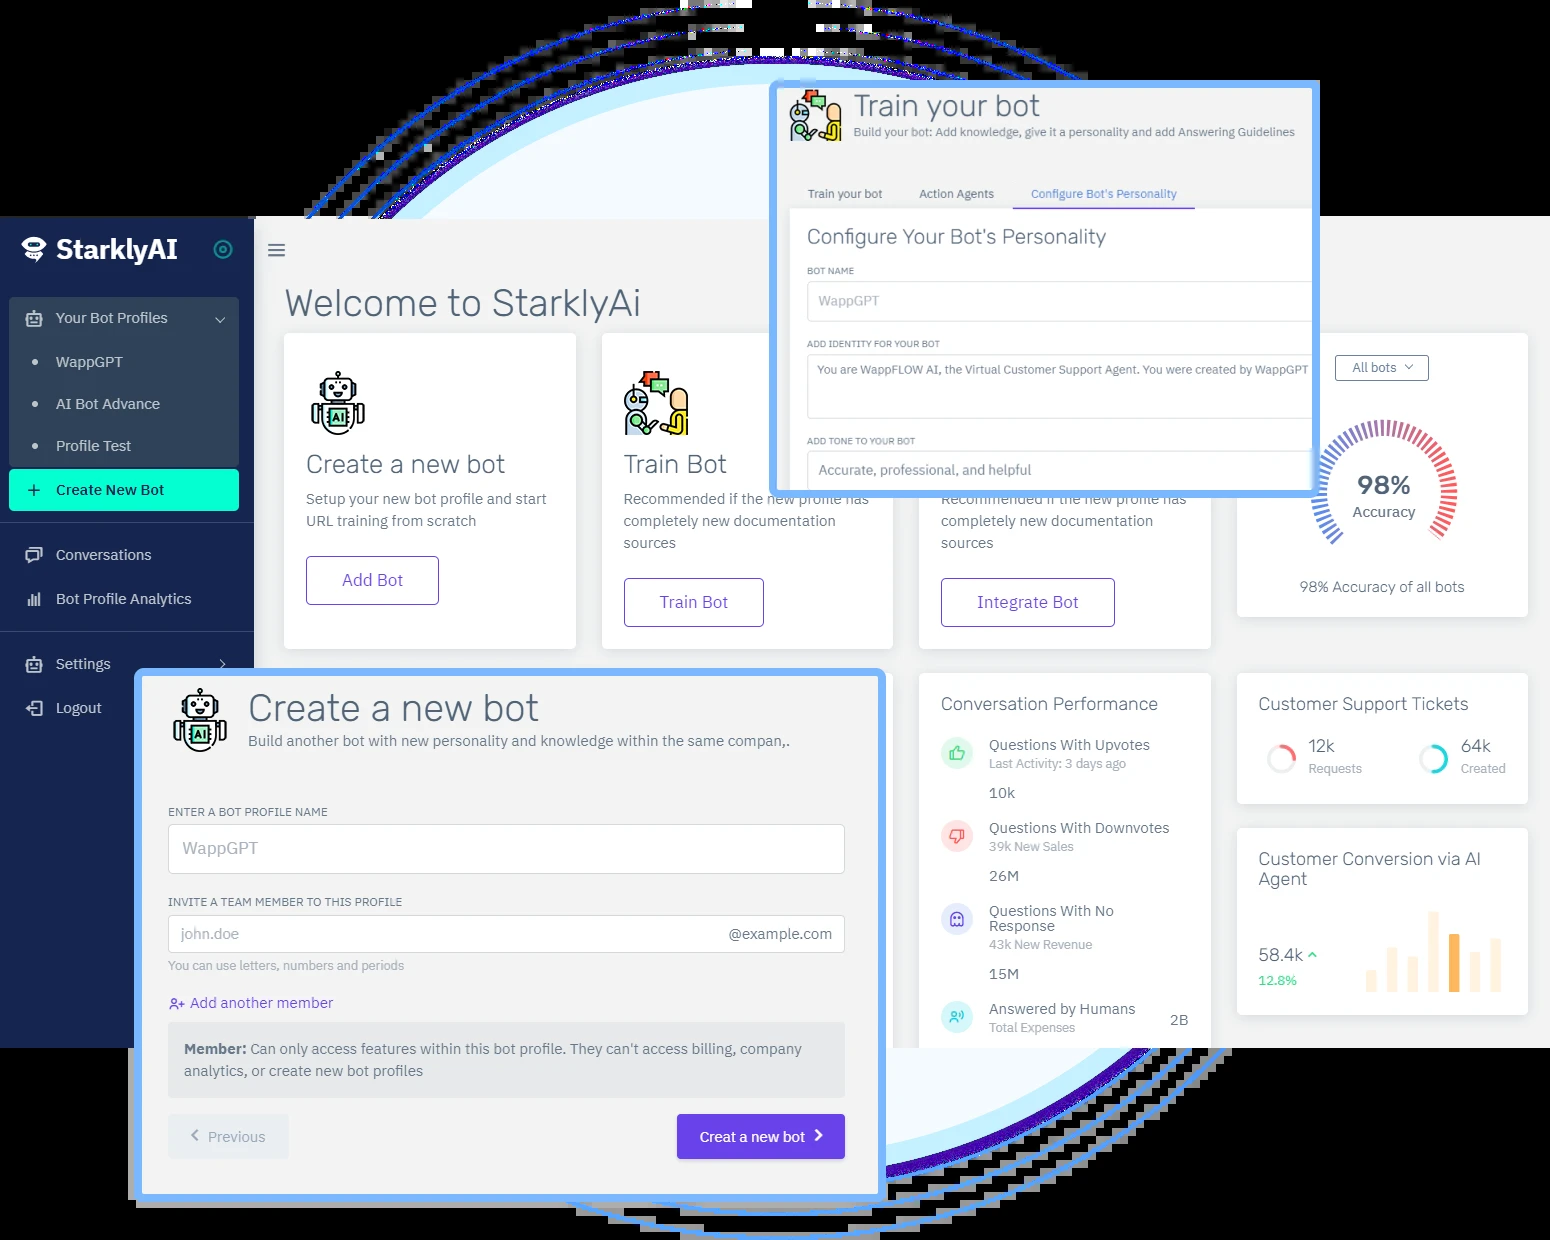 StarklyAI
Your Bot Profiles
WappGPT
AI Bot Advance
Profile Test
Create New Bot
Conversations
Bot Profile Analytics
Settings
Logout
Welcome to StarklyAi
AI
Create a new bot
Setup your new bot profile and start
URL training from scratch
Add Bot
Train Bot
Recommended if the new profile has
completely new documentation
sources
Train Bot
Recommended if the new profile has
completely new documentation
sources
Integrate Bot
Train your bot
Build your bot: Add knowledge, give it a personality and add Answering Guidelines
Train your bot
Action Agents
Configure Bot's Personality
Configure Your Bot's Personality
BOT NAME
WappGPT
ADD IDENTITY FOR YOUR BOT
You are WappFLOW AI, the Virtual Customer Support Agent. You were created by WappGPT
ADD TONE TO YOUR BOT
Accurate, professional, and helpful
All bots
98%
Accuracy
98% Accuracy of all bots
AI
Create a new bot
Build another bot with new personality and knowledge within the same compan,.
ENTER A BOT PROFILE NAME
WappGPT
INVITE A TEAM MEMBER TO THIS PROFILE
john.doe
@example.com
You can use letters, numbers and periods
Add another member
Member: Can only access features within this bot profile. They can't access billing, company
analytics, or create new bot profiles
Previous
Creat a new bot
Conversation Performance
Questions With Upvotes
Last Activity: 3 days ago
10k
Questions With Downvotes
39k New Sales
26M
Questions With No
Response
43k New Revenue
15M
Answered by Humans
Total Expenses
2B
Customer Support Tickets
12k
Requests
64k
Created
Customer Conversion via AI
Agent
58.4k
12.8%